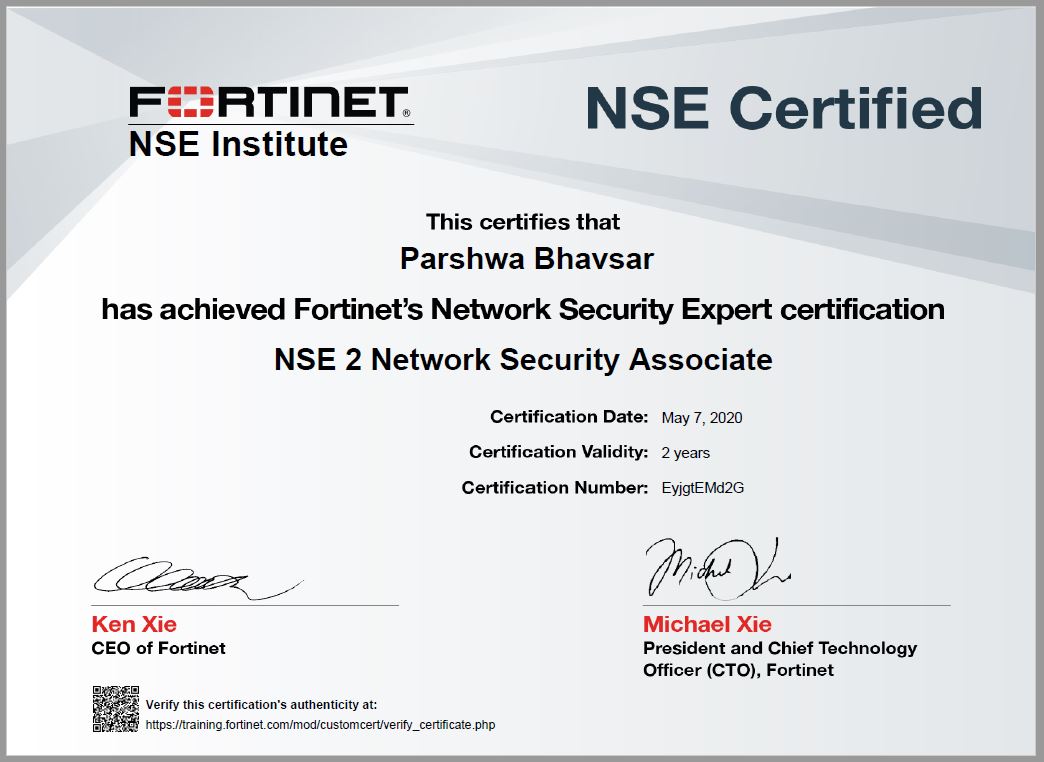 FORTINET®
NSE Institute
NSE Certified
This certifies that
Parshwa Bhavsar
has achieved Fortinet's Network Security Expert certification
NSE 2 Network Security Associate
Certification Date: May 7, 2020
Certification Validity: 2 years
Certification Number: EyjgtEMd2G
Ken Xie
CEO of Fortinet
Michael Xie
President and Chief Technology
Officer (CTO), Fortinet
Verify this certification's authenticity at:
https://training.fortinet.com/mod/customcert/verify_certificate.php